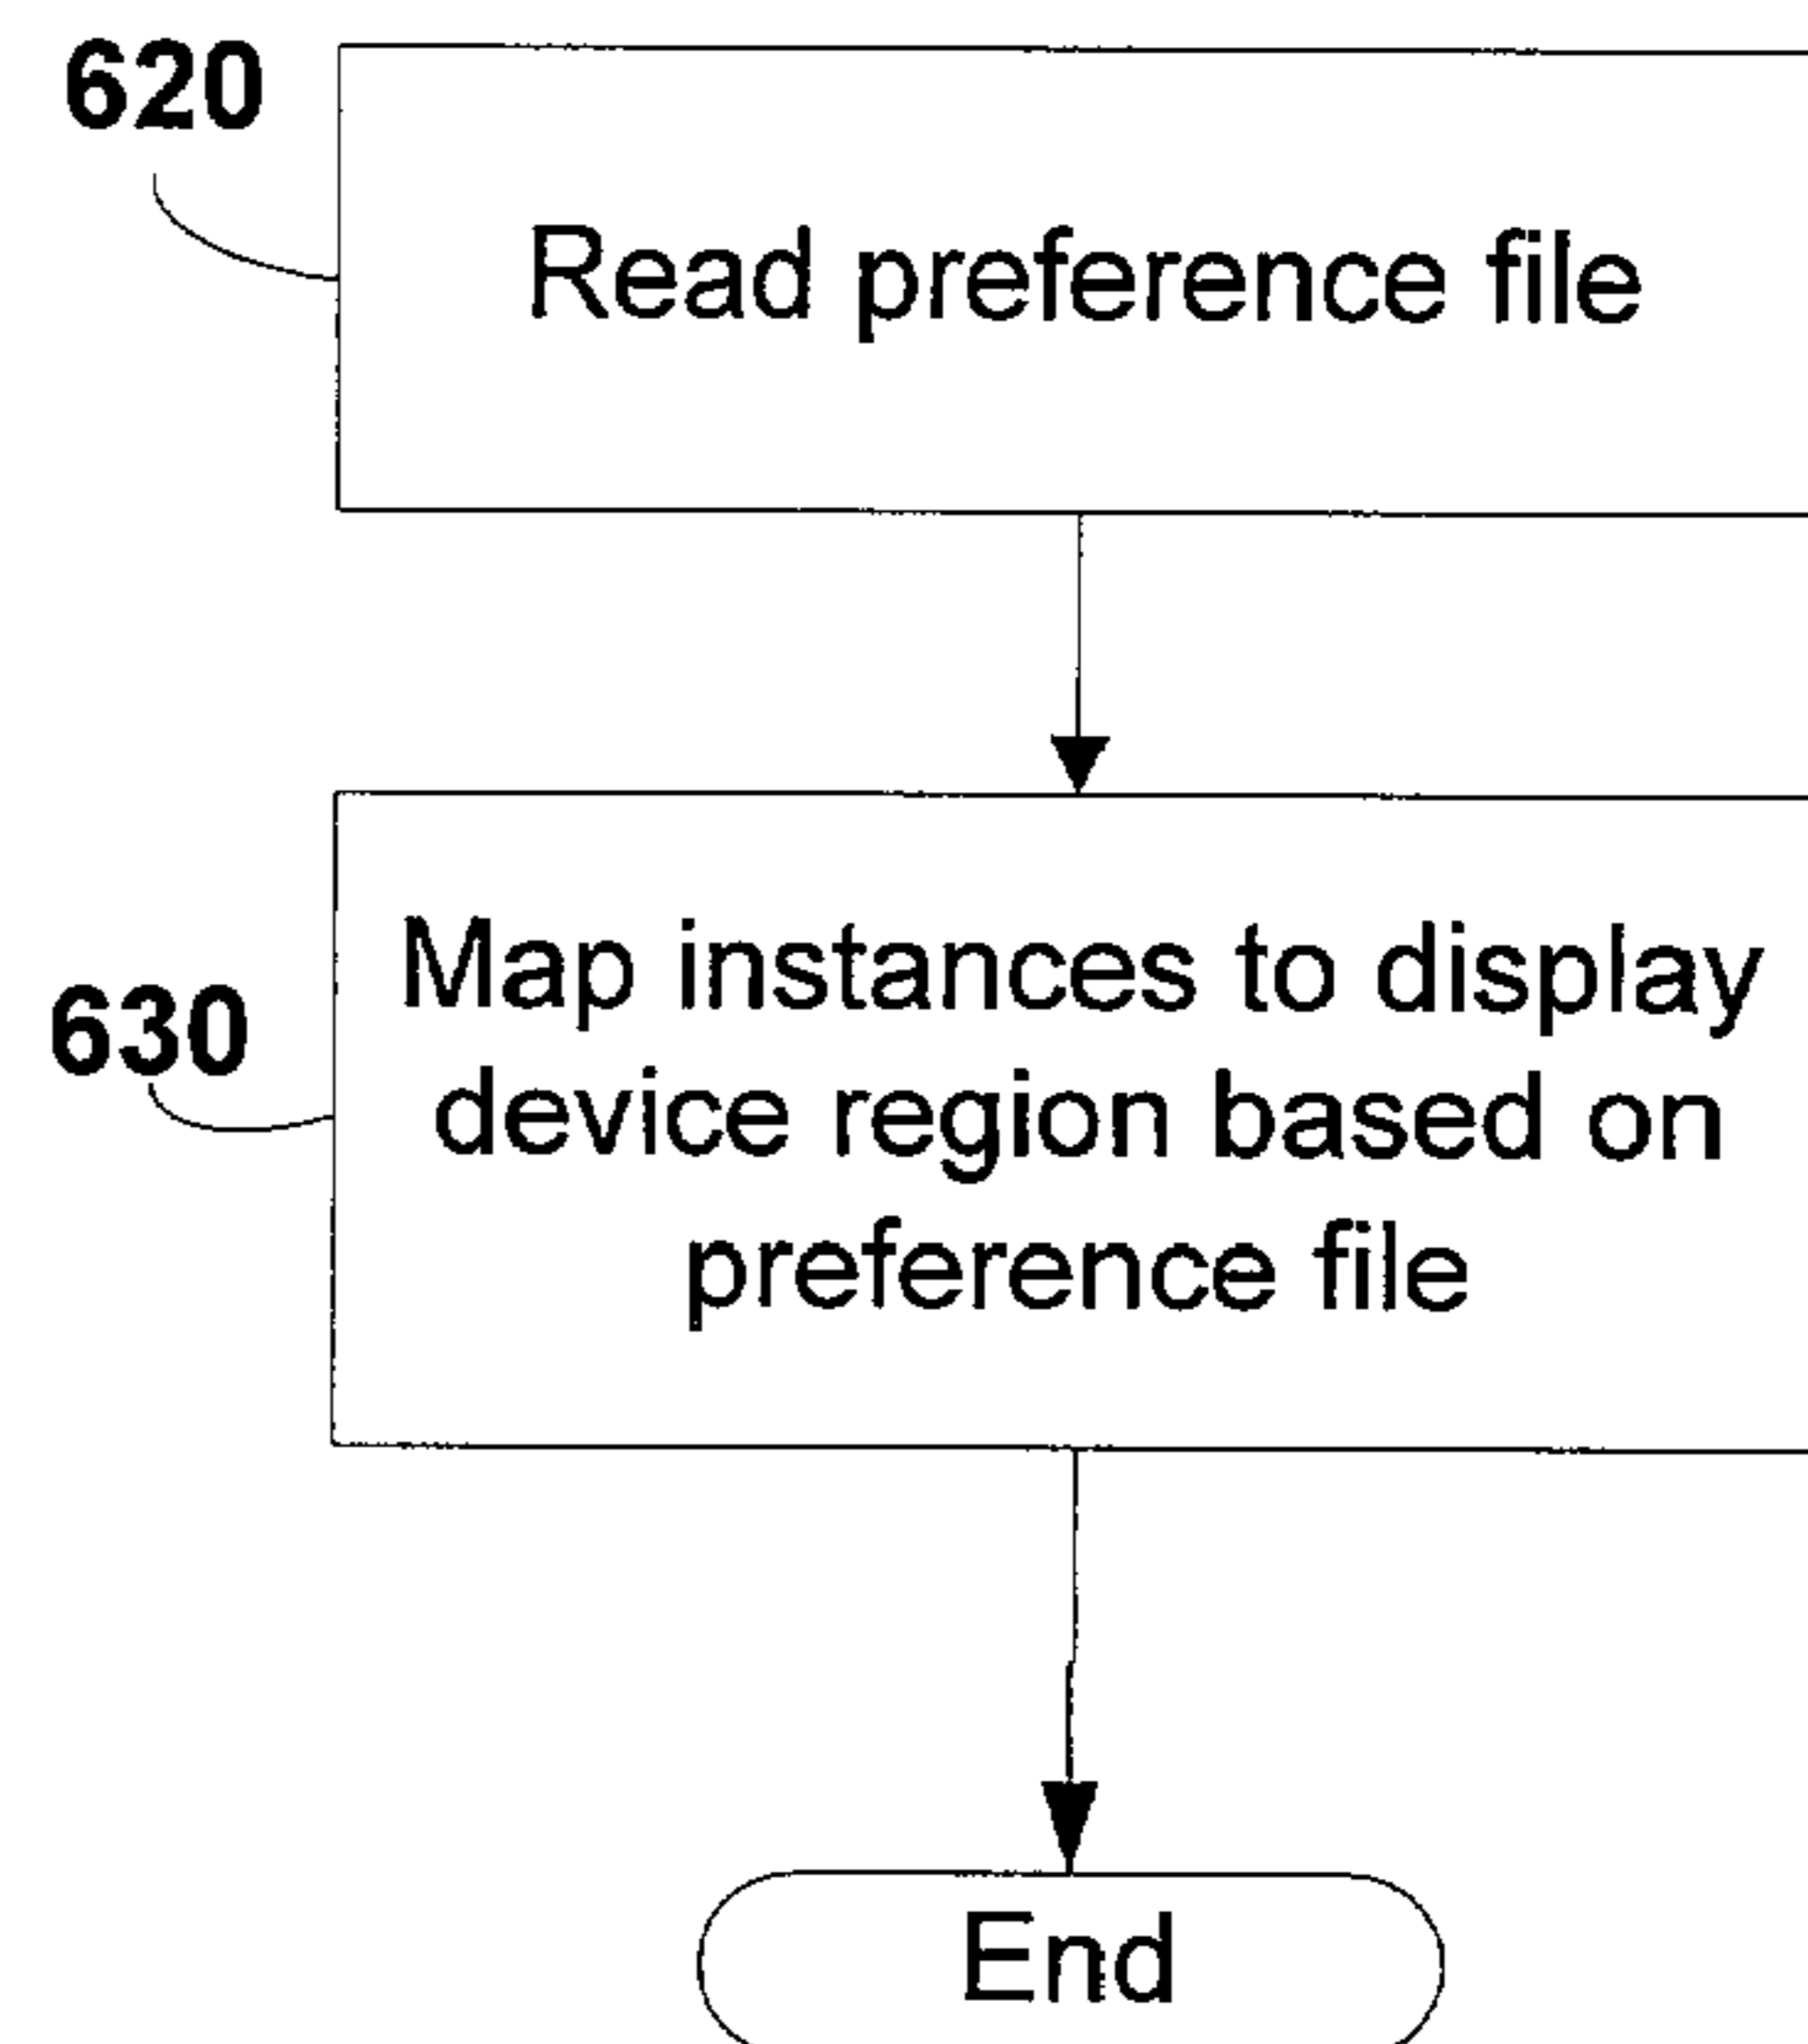 620
Read preference file
Map instances to display
630
device region based on
preference file
End